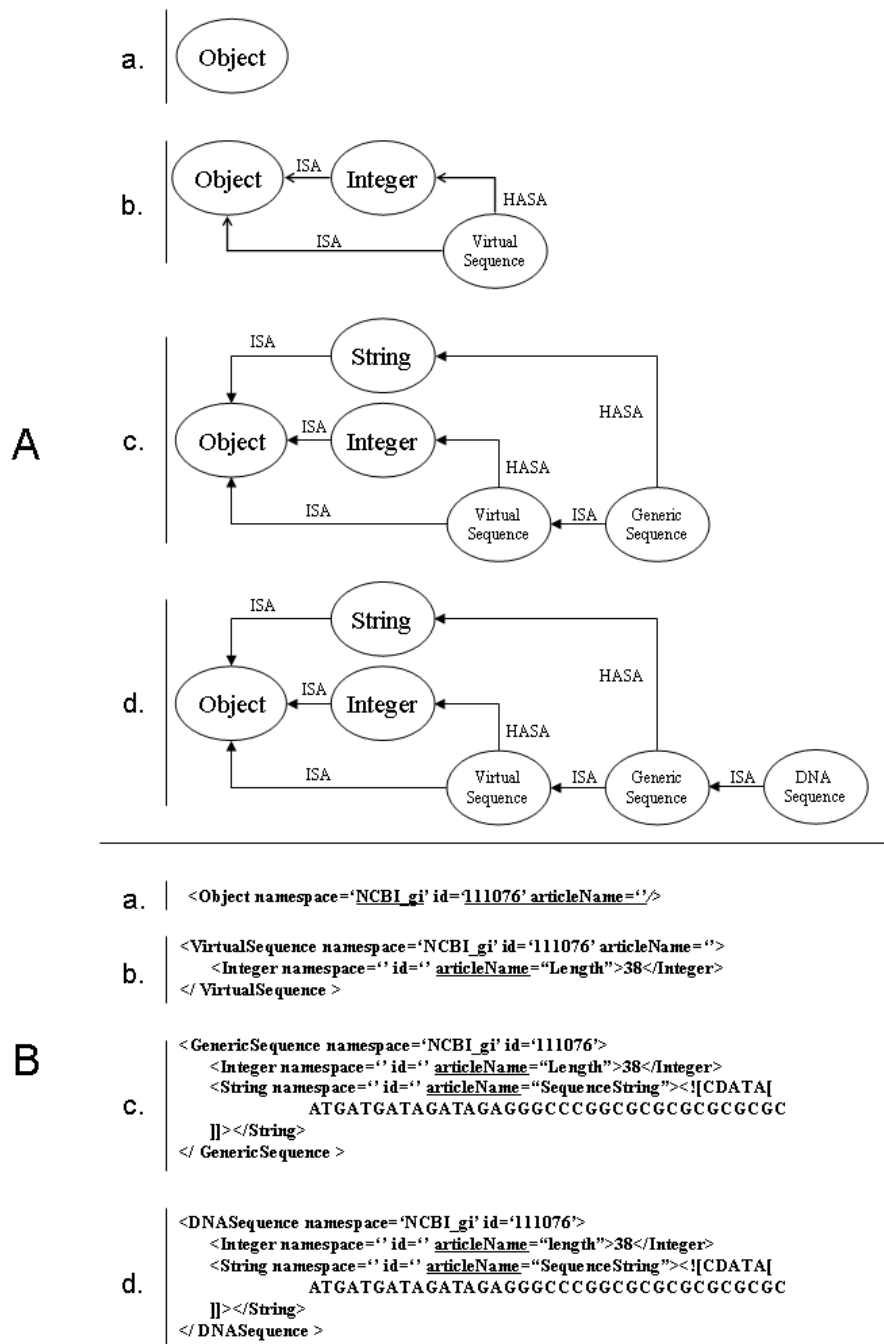 a.
Object
b.
Object
ISA
Integer
HASA
ISA
Virtual
Sequence
A
c.
ISA
String
HASA
Object
ISA
Integer
HASA
ISA
Virtual
Sequence
ISA
Generic
Sequence
d.
ISA
String
HASA
Object
ISA
Integer
HASA
ISA
Virtual
Sequence
ISA
Generic
Sequence
ISA
DNA
Sequence
B
a.
<Object namespace=‘NCBI_gi’ id=‘111076’ articleName=‘’/>
b.
<VirtualSequence namespace=‘NCBI_gi’ id=‘111076’ articleName=‘’>
<Integer namespace=‘’ id=‘’ articleName=“Length”>38</Integer>
</ VirtualSequence >
c.
<GenericSequence namespace=‘NCBI_gi’ id=‘111076’>
<Integer namespace=‘’ id=‘’ articleName=“Length”>38</Integer>
<String namespace=‘’ id=‘’ articleName=“SequenceString”><![CDATA[
ATGATGATAGATAGAGGGCCCGGCGCGCGCGCGCGC
]]></String>
</ GenericSequence >
d.
<DNASequence namespace=‘NCBI_gi’ id=‘111076’>
<Integer namespace=‘’ id=‘’ articleName=“length”>38</Integer>
<String namespace=‘’ id=‘’ articleName=“SequenceString”><![CDATA[
ATGATGATAGATAGAGGGCCCGGCGCGCGCGCGCGC
]]></String>
</ DNASequence >